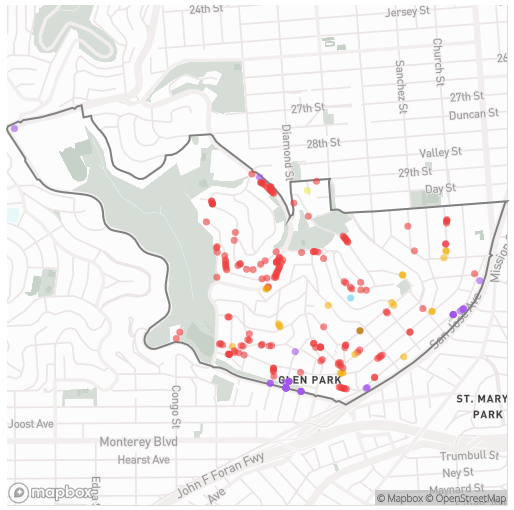 24th St
Jersey St
Church St
26
Sanchez St
27th St
27th St
Duncan St
Diamond St
28th St
Valley St
29th St
Day St
Mission
San Jose Ave
GLEN PARK
Congo St
ST. MARY
PARK
Joost Ave
Monterey Blvd
Hearst Ave
John F Foran Fwy
Trumbull St
Ney St
Maynard St
Edna St
Ave
mapbox
© Mapbox © OpenStreetMap